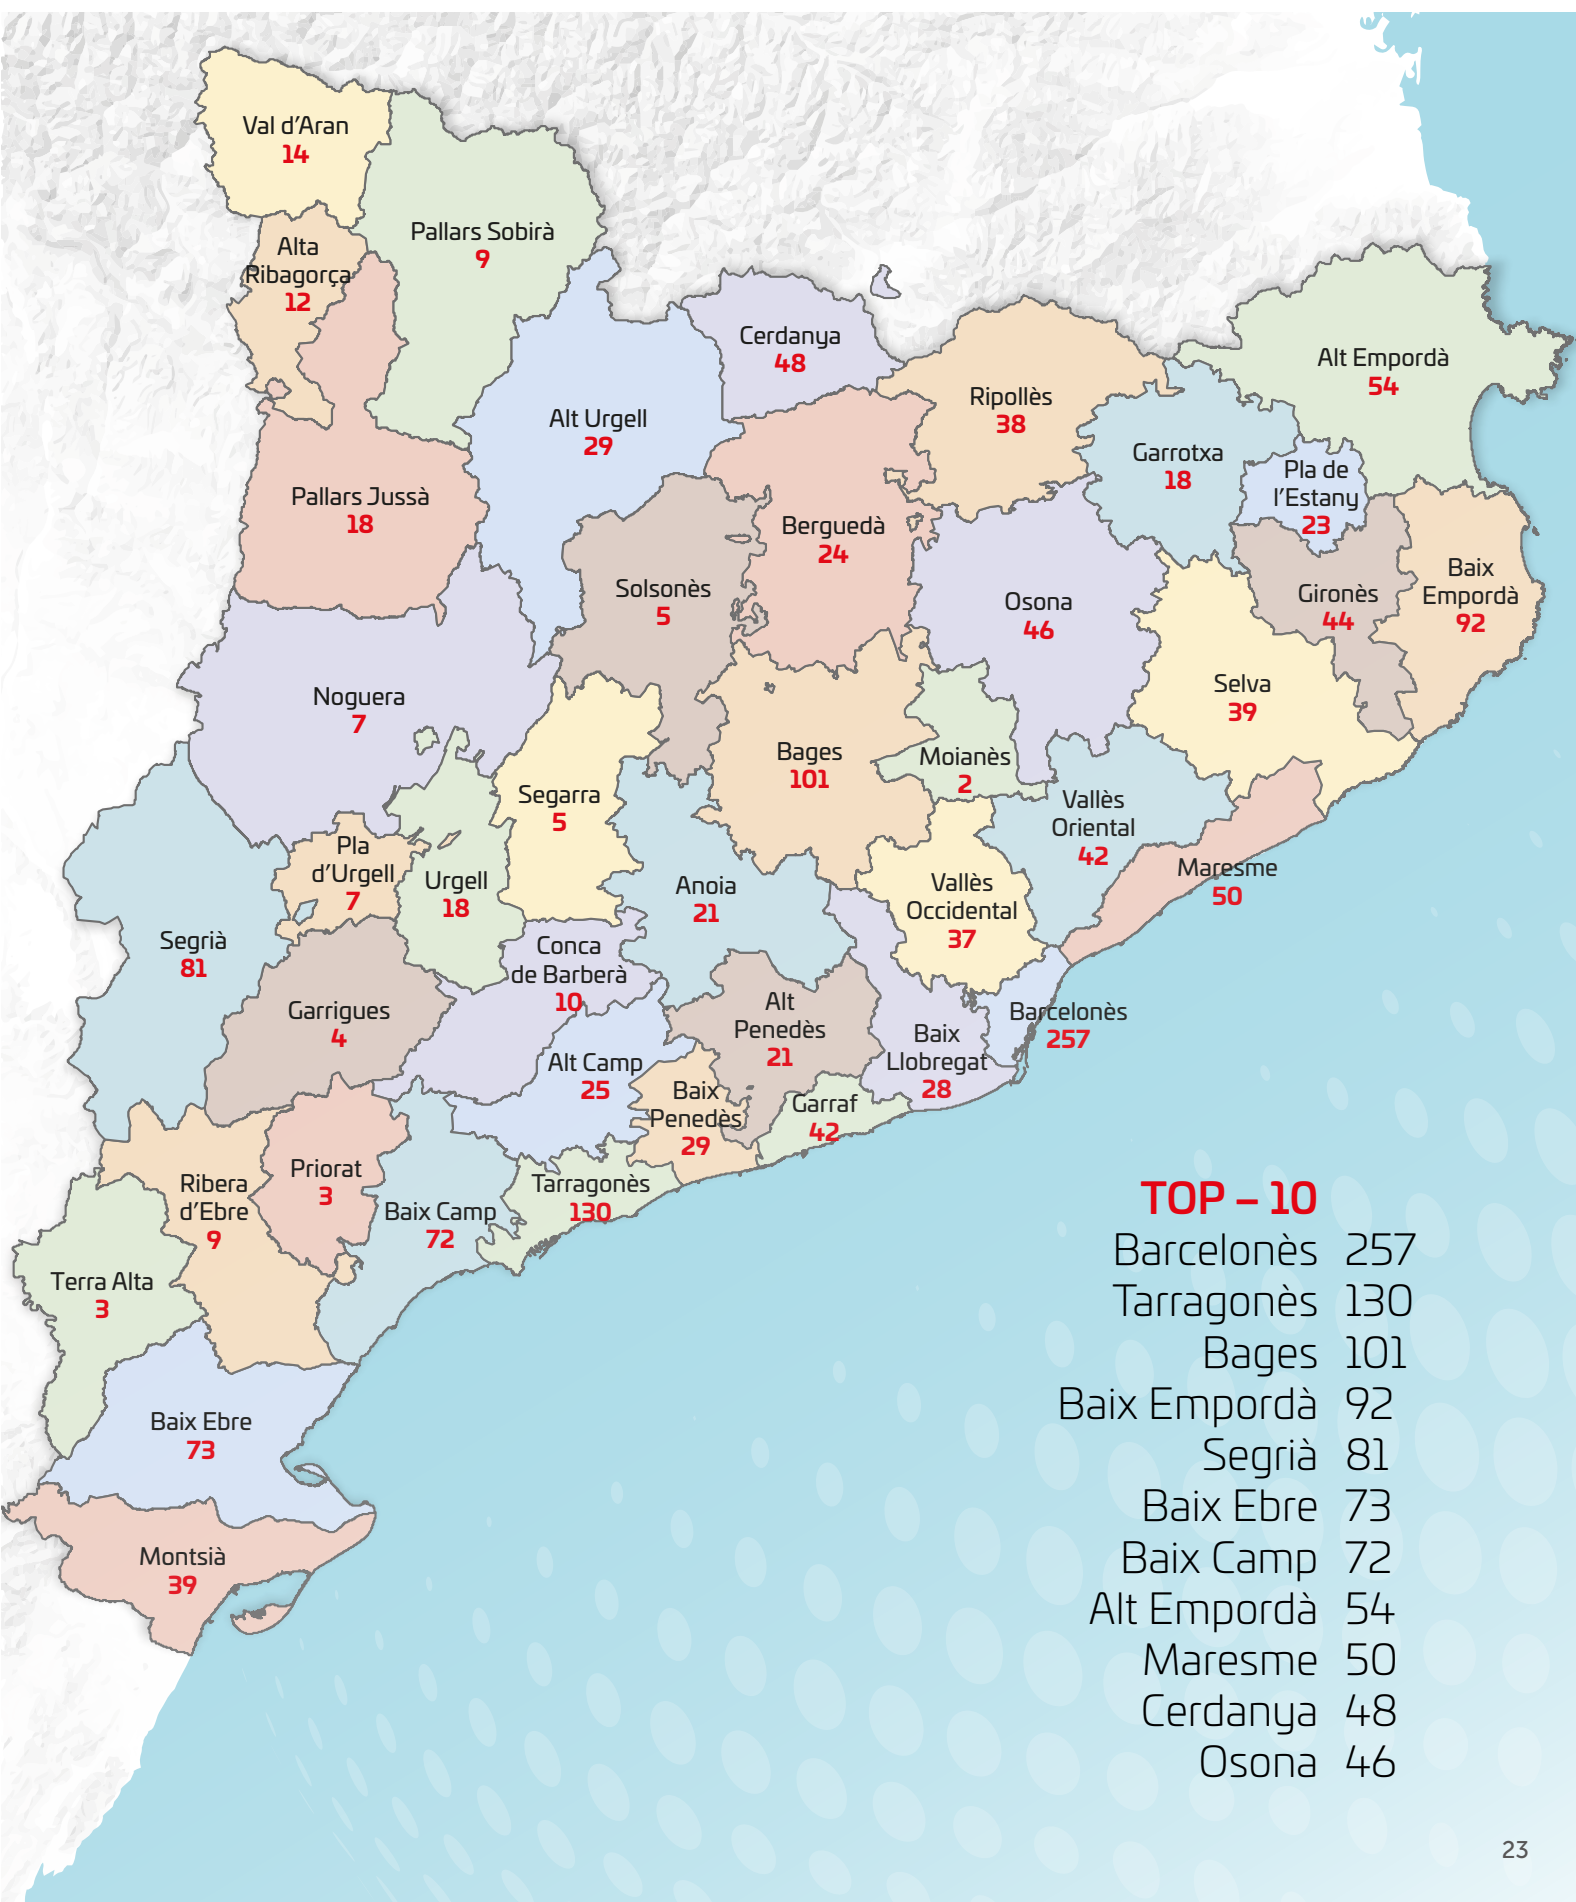 Val d'Aran
14
Pallars Sobirà
9
Alta
Ribagorça
12
Cerdanya
48
Alt Empordà
54
Ripollès
38
Alt Urgell
29
Garrotxa
18
Pla de
l'Estany
23
Pallars Jussà
18
Berguedà
24
Baix
Empordà
92
Gironès
44
Solsonès
5
Osona
46
Noguera
7
Selva
39
Bages
101
Moianès
2
Segarra
5
Vallès
Oriental
42
Pla
d'Urgell
7
Urgell
18
Anoia
21
Vallès
Occidental
37
Maresme
50
Segrià
81
Conca
de Barberà
10
Garrigues
4
Alt
Penedès
21
Barcelonès
257
Baix
Llobregat
28
Alt Camp
25
Baix
Penedès
29
Garraf
42
Priorat
3
Ribera
d'Ebre
9
Baix Camp
72
Tarragonès
130
Terra Alta
3
Baix Ebre
73
Montsià
39
TOP – 10
Barcelonès 257
Tarragonès 130
Bages 101
Baix Empordà 92
Segrià 81
Baix Ebre 73
Baix Camp 72
Alt Empordà 54
Maresme 50
Cerdanya 48
Osona 46
23